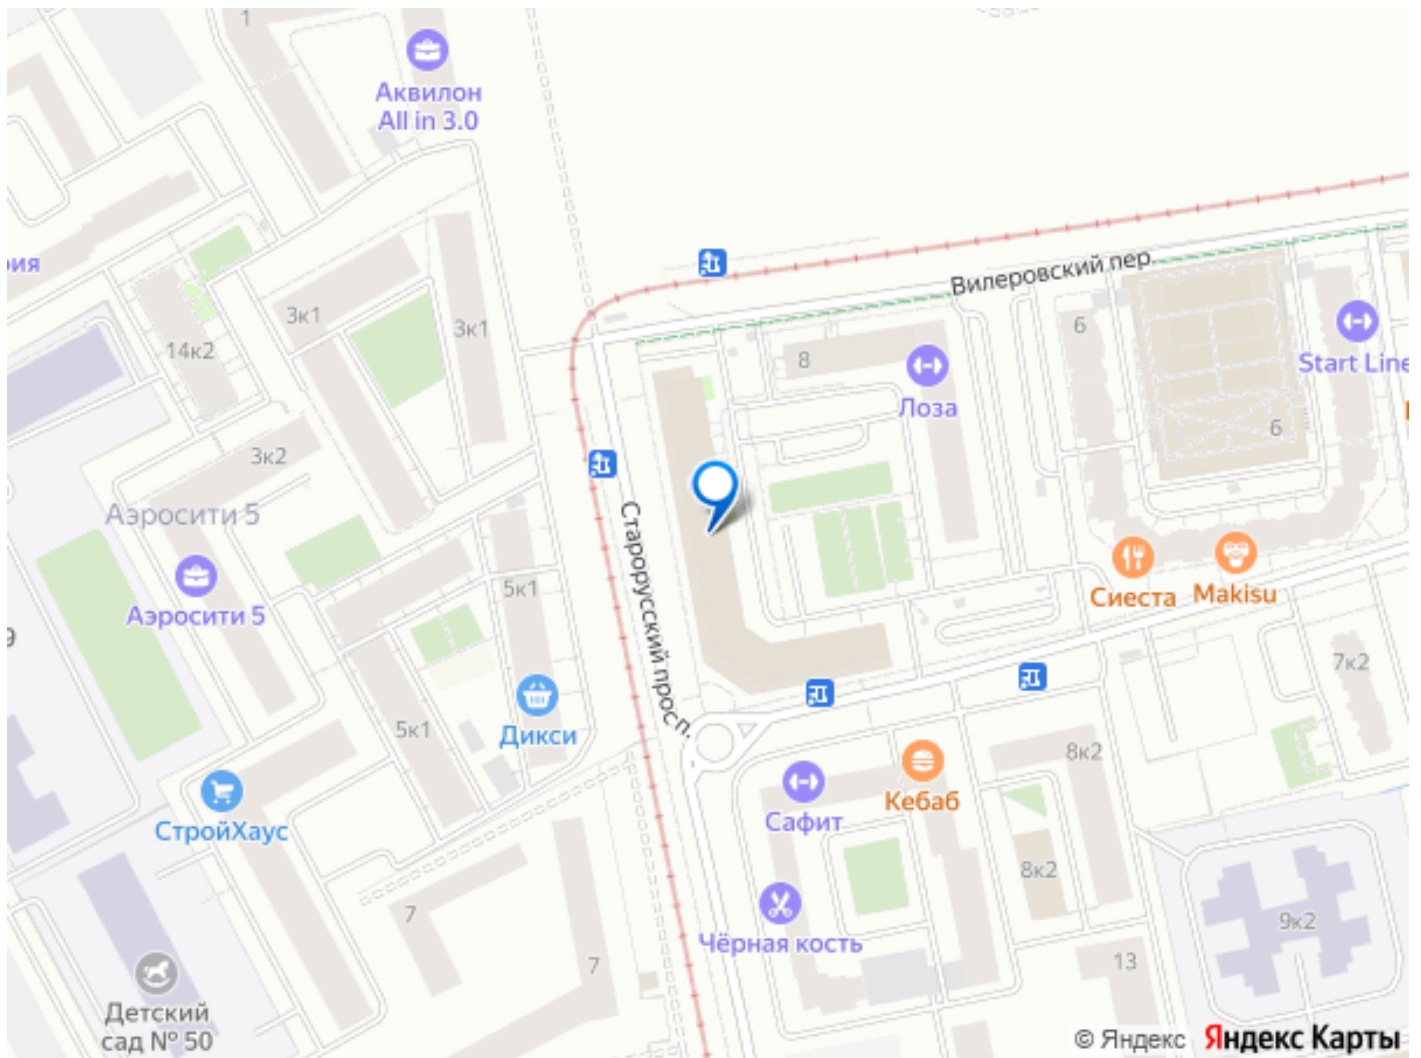 1
Аквилон
All in 3.0
рия
Вилеровский пер.
3к1
3к1
14к2
8
6
Start Line
Лоза
6
3к2
Аэросити 5
Аэросити 5
Старорусский просп.
5к1
Сиеста
Makisu
9
7к2
5к1
Дикси
8к2
СтройХаус
Сафит
Кебаб
8к2
7
9к2
Чёрная кость
13
7
Детский
сад № 50
© Яндекс Яндекс Карты